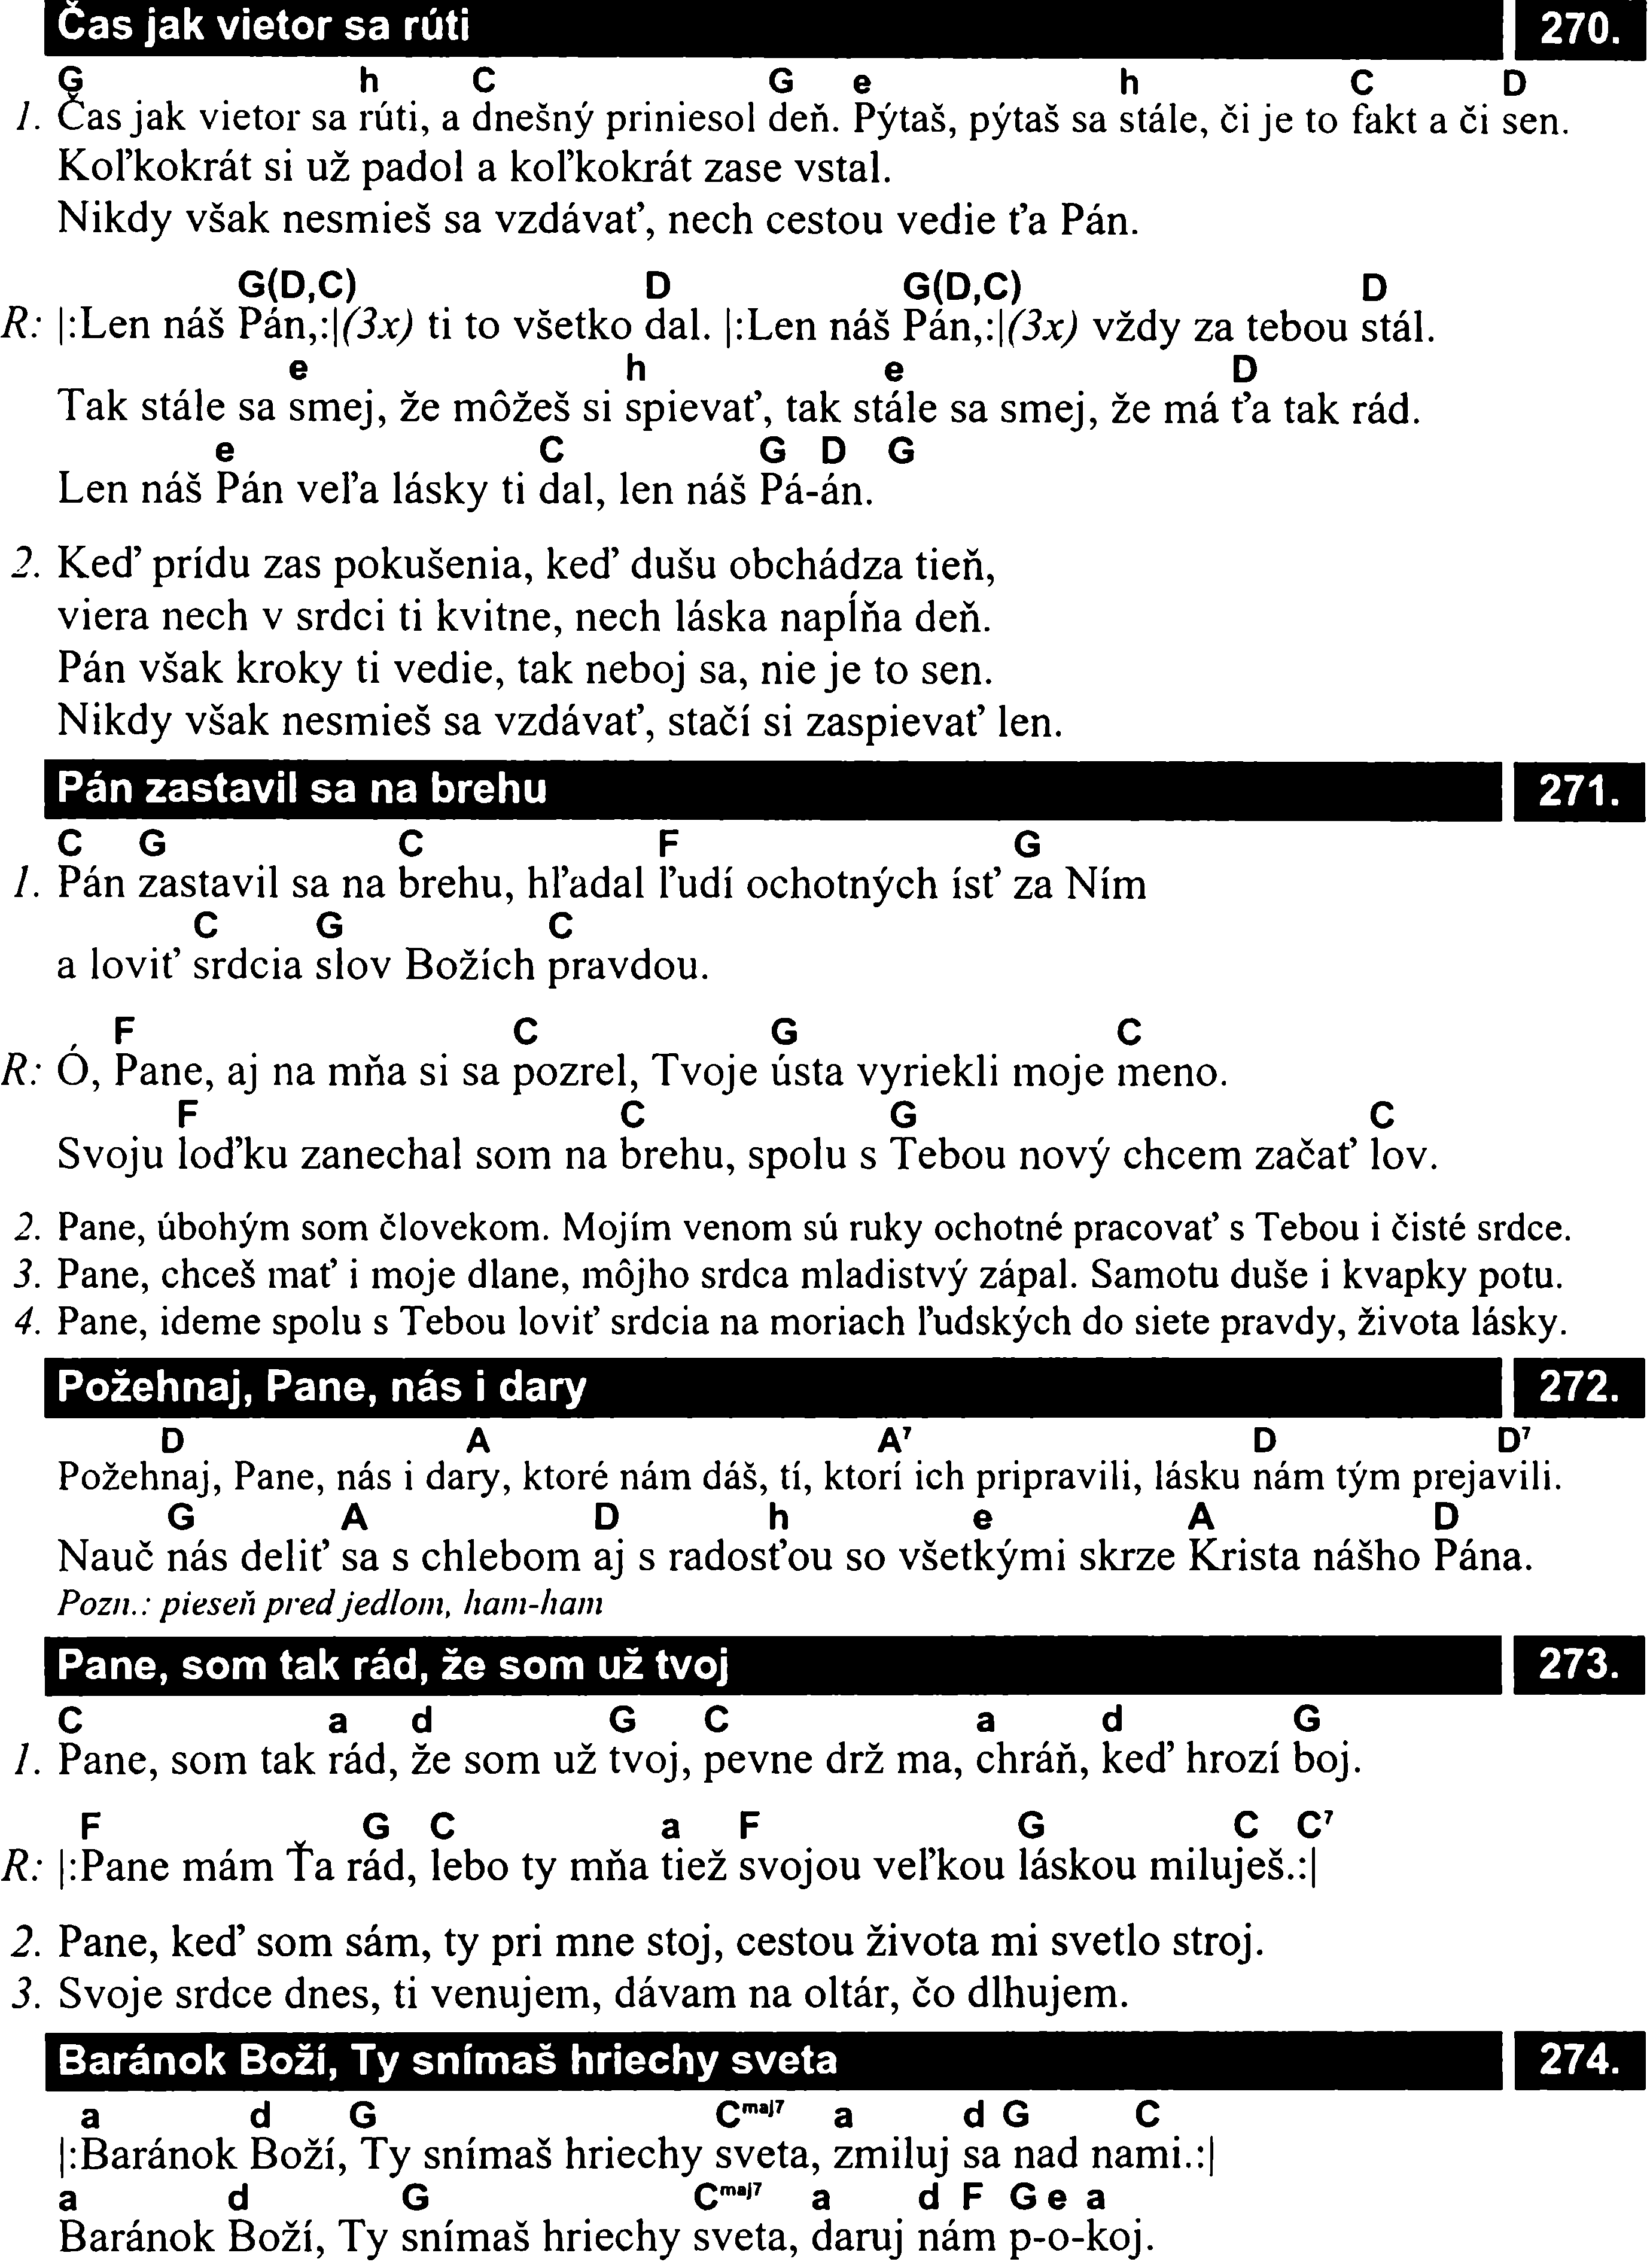 Čas jak vietor sa rúti 270.
G h C G e h C D
1. Čas jak vietor sa rúti, a dnešný priniesol deň. Pýtaš, pýtaš sa stále, či je to fakt a či sen.
Koľkokrát si už padol a koľkokrát zase vstal.
Nikdy však nesmieš sa vzdávať, nech cestou vedie ťa Pán.
G(D,C) D G(D,C) D
R: |:Len náš Pán,:|(3x) ti to všetko dal. |:Len náš Pán,:|(3x) vždy za tebou stál.
e h e D
Tak stále sa smej, že môžeš si spievať, tak stále sa smej, že má ťa tak rád.
e C G D G
Len náš Pán veľa lásky ti dal, len náš Pá-án.
2. Keď prídu zas pokušenia, keď dušu obchádza tieň,
viera nech v srdci ti kvitne, nech láska napĺňa deň.
Pán však kroky ti vedie, tak neboj sa, nie je to sen.
Nikdy však nesmieš sa vzdávať, stačí si zaspievať len.
Pán zastavil sa na brehu 271.
C G C F G
1. Pán zastavil sa na brehu, hľadal ľudí ochotných ísť za Ním
C G C
a loviť srdcia slov Božích pravdou.
F C G C
R: Ó, Pane, aj na mňa si sa pozrel, Tvoje ústa vyriekli moje meno.
F C G C
Svoju loďku zanechal som na brehu, spolu s Tebou nový chcem začať lov.
2. Pane, úbohým som človekom. Mojím venom sú ruky ochotné pracovať s Tebou i čisté srdce.
3. Pane, chceš mať i moje dlane, môjho srdca mladistvý zápal. Samotu duše i kvapky potu.
4. Pane, ideme spolu s Tebou loviť srdcia na moriach ľudských do siete pravdy, života lásky.
Požehnaj, Pane, nás i dary 272.
D A A7 D D7
Požehnaj, Pane, nás i dary, ktoré nám dáš, tí, ktorí ich pripravili, lásku nám tým prejavili.
G A D h e A D
Nauč nás deliť sa s chlebom aj s radosťou so všetkými skrze Krista nášho Pána.
Pozn.: pieseň pred jedlom, ham-ham
Pane, som tak rád, že som už tvoj 273.
C a d G C a d G
1. Pane, som tak rád, že som už tvoj, pevne drž ma, chráň, keď hrozí boj.
F G C a F G C C7
R: |:Pane mám Ťa rád, lebo ty mňa tiež svojou veľkou láskou miluješ.:|
2. Pane, keď som sám, ty pri mne stoj, cestou života mi svetlo stroj.
3. Svoje srdce dnes, ti venujem, dávam na oltár, čo dlhujem.
Baránok Boží, Ty snímaš hriechy sveta 274.
a d G Cmaj7 a d G C
|:Baránok Boží, Ty snímaš hriechy sveta, zmiluj sa nad nami.:|
a d G Cmaj7 a d F G e a
Baránok Boží, Ty snímaš hriechy sveta, daruj nám p-o-koj.